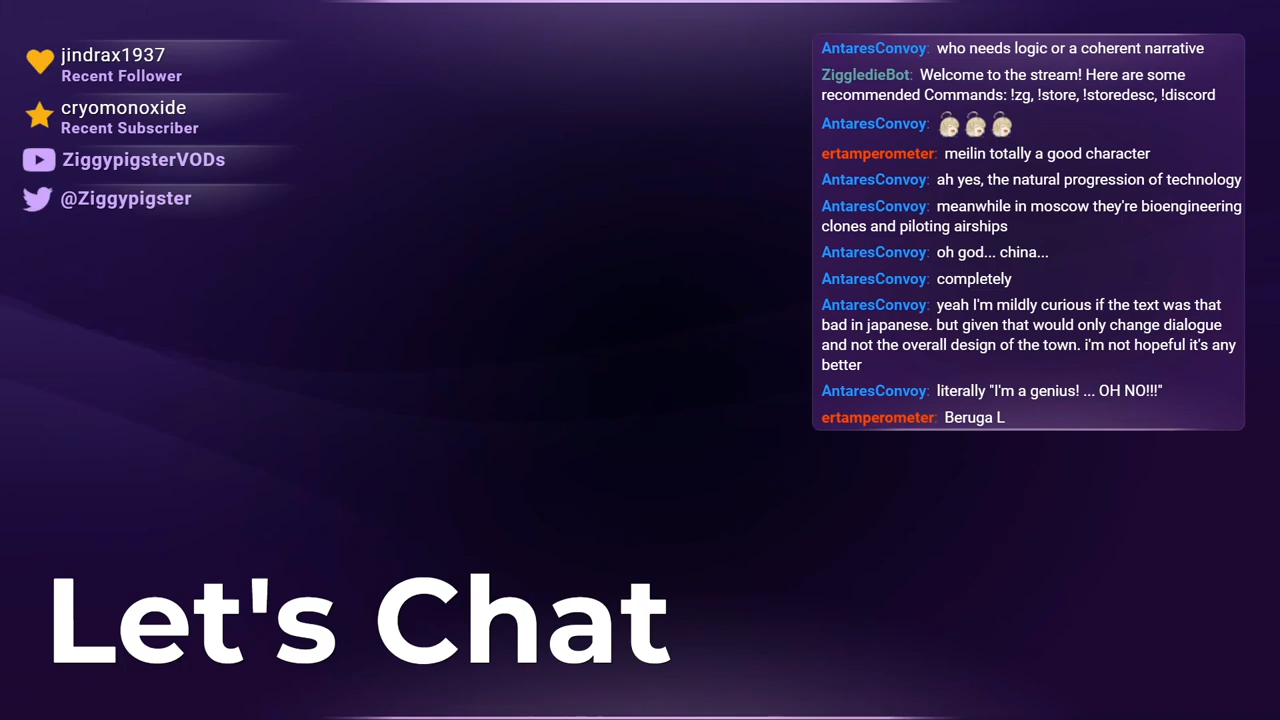 jindrax1937
Recent Follower
cryomonoxide
Recent Subscriber
ZiggypigsterVODs
@Ziggypigster
AntaresConvoy: who needs logic or a coherent narrative
ZiggledieBot: Welcome to the stream! Here are some
recommended Commands: !zg, !store, !storedesc, !discord
AntaresConvoy:
ertamperometer: meilin totally a good character
AntaresConvoy: ah yes, the natural progression of technology
AntaresConvoy: meanwhile in moscow they're bioengineering
clones and piloting airships
AntaresConvoy: oh god... china...
AntaresConvoy: completely
AntaresConvoy: yeah I'm mildly curious if the text was that
bad in japanese. but given that would only change dialogue
and not the overall design of the town. i'm not hopeful it's any
better
AntaresConvoy: literally "I'm a genius! ... OH NO!!!"
ertamperometer: Beruga L
Let's Chat